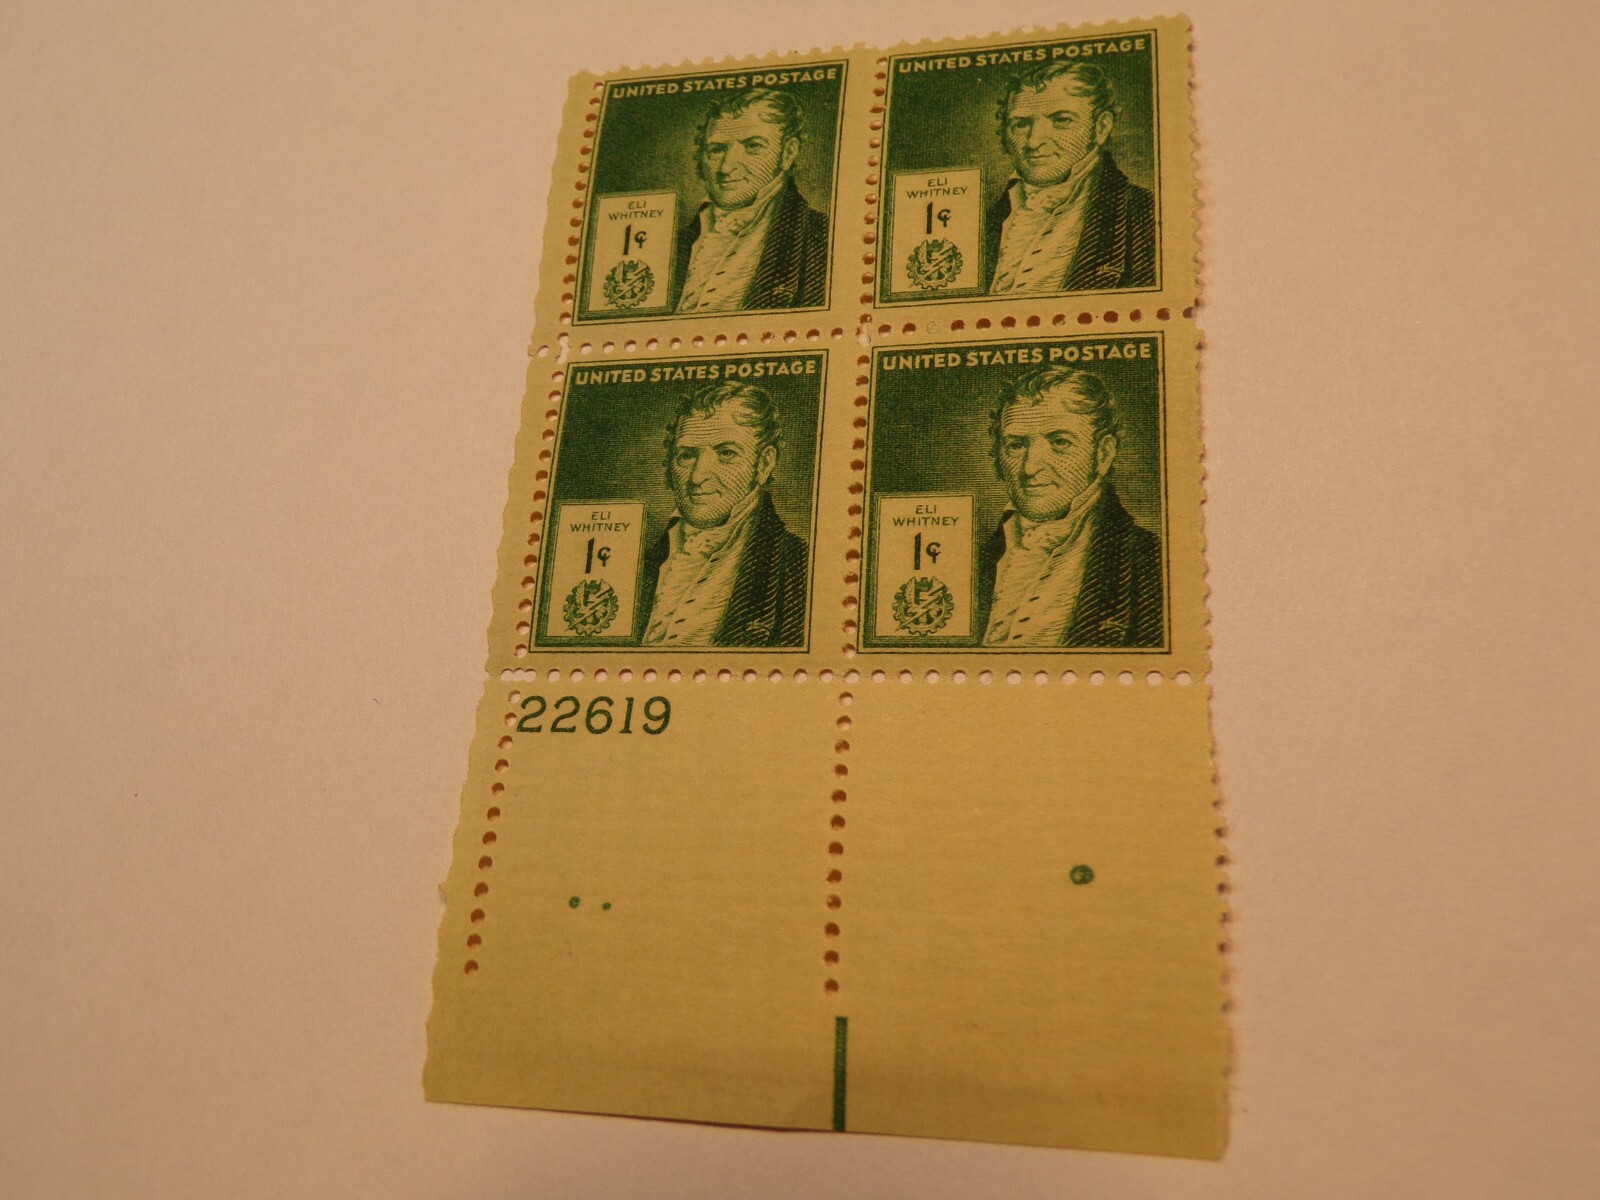 UNITED STATES POSTAGE
ELI
WHITNEY
1¢
UNITED STATES POSTAGE
ELI
WHITNEY
1¢
UNITED STATES POSTAGE
ELI
WHITNEY
1¢
UNITED STATES POSTAGE
ELI
WHITNEY
1¢
22619